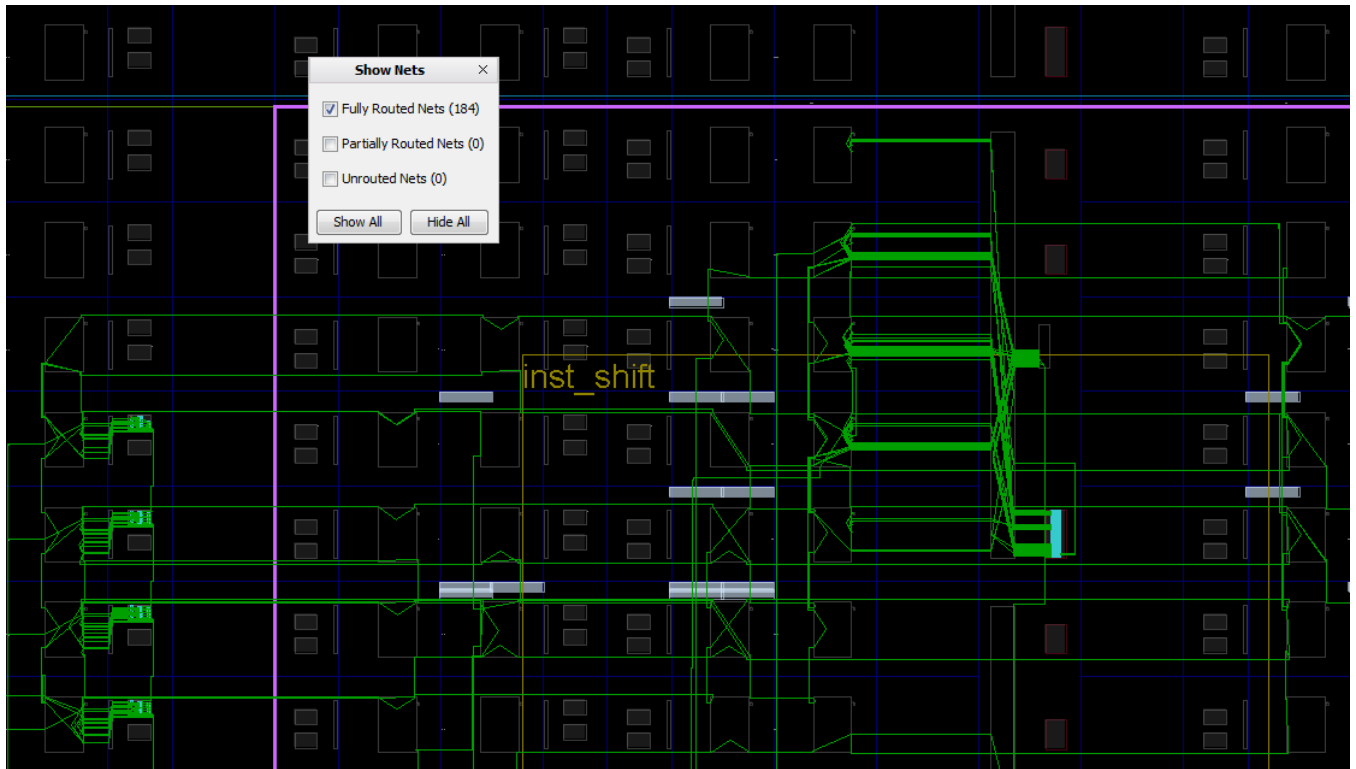 Show Nets
Fully Routed Nets (184)
Partially Routed Nets (0)
Unrouted Nets (0)
Show All Hide All
inst_shift